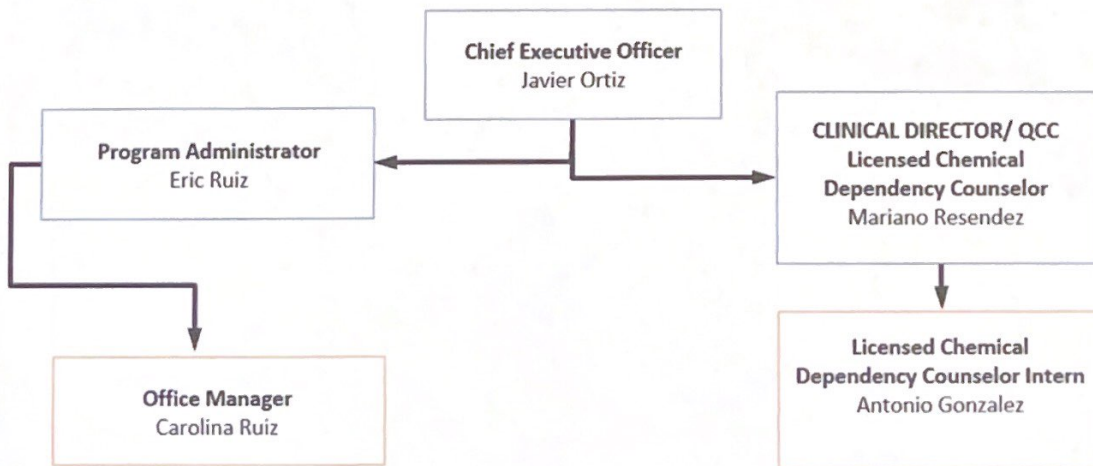 Chief Executive Officer
Javier Ortiz
Program Administrator
Eric Ruiz
CLINICAL DIRECTOR/ QCC
Licensed Chemical
Dependency Counselor
Mariano Resendez
Office Manager
Carolina Ruiz
Licensed Chemical
Dependency Counselor Intern
Antonio Gonzalez